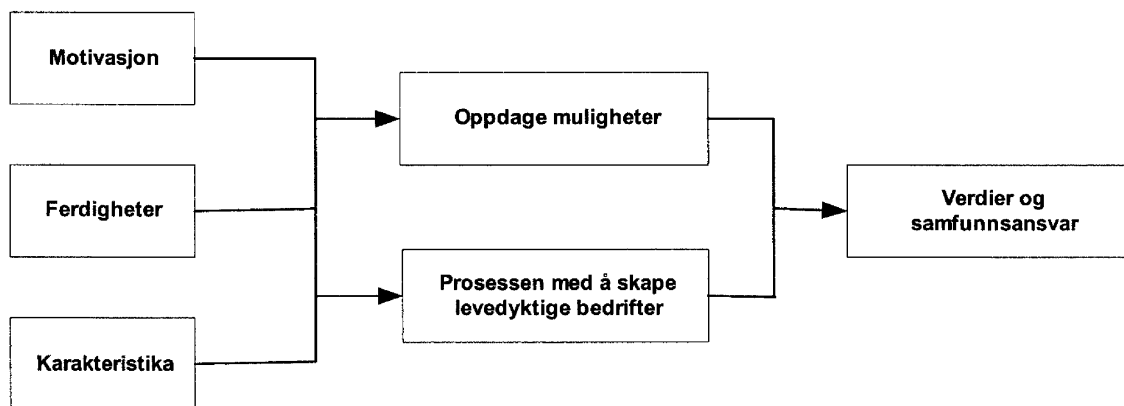 Motivasjon
Ferdigheter
Karakteristika
Oppdage muligheter
Prosessen med å skape
levedyktige bedrifter
Verdier og
samfunnsansvar